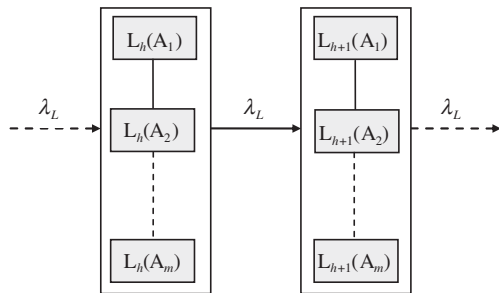 L_h(A_1) L_{h+1}(A_1)
λ_L λ_L λ_L
L_h(A_2) L_{h+1}(A_2)
L_h(A_m) L_{h+1}(A_m)